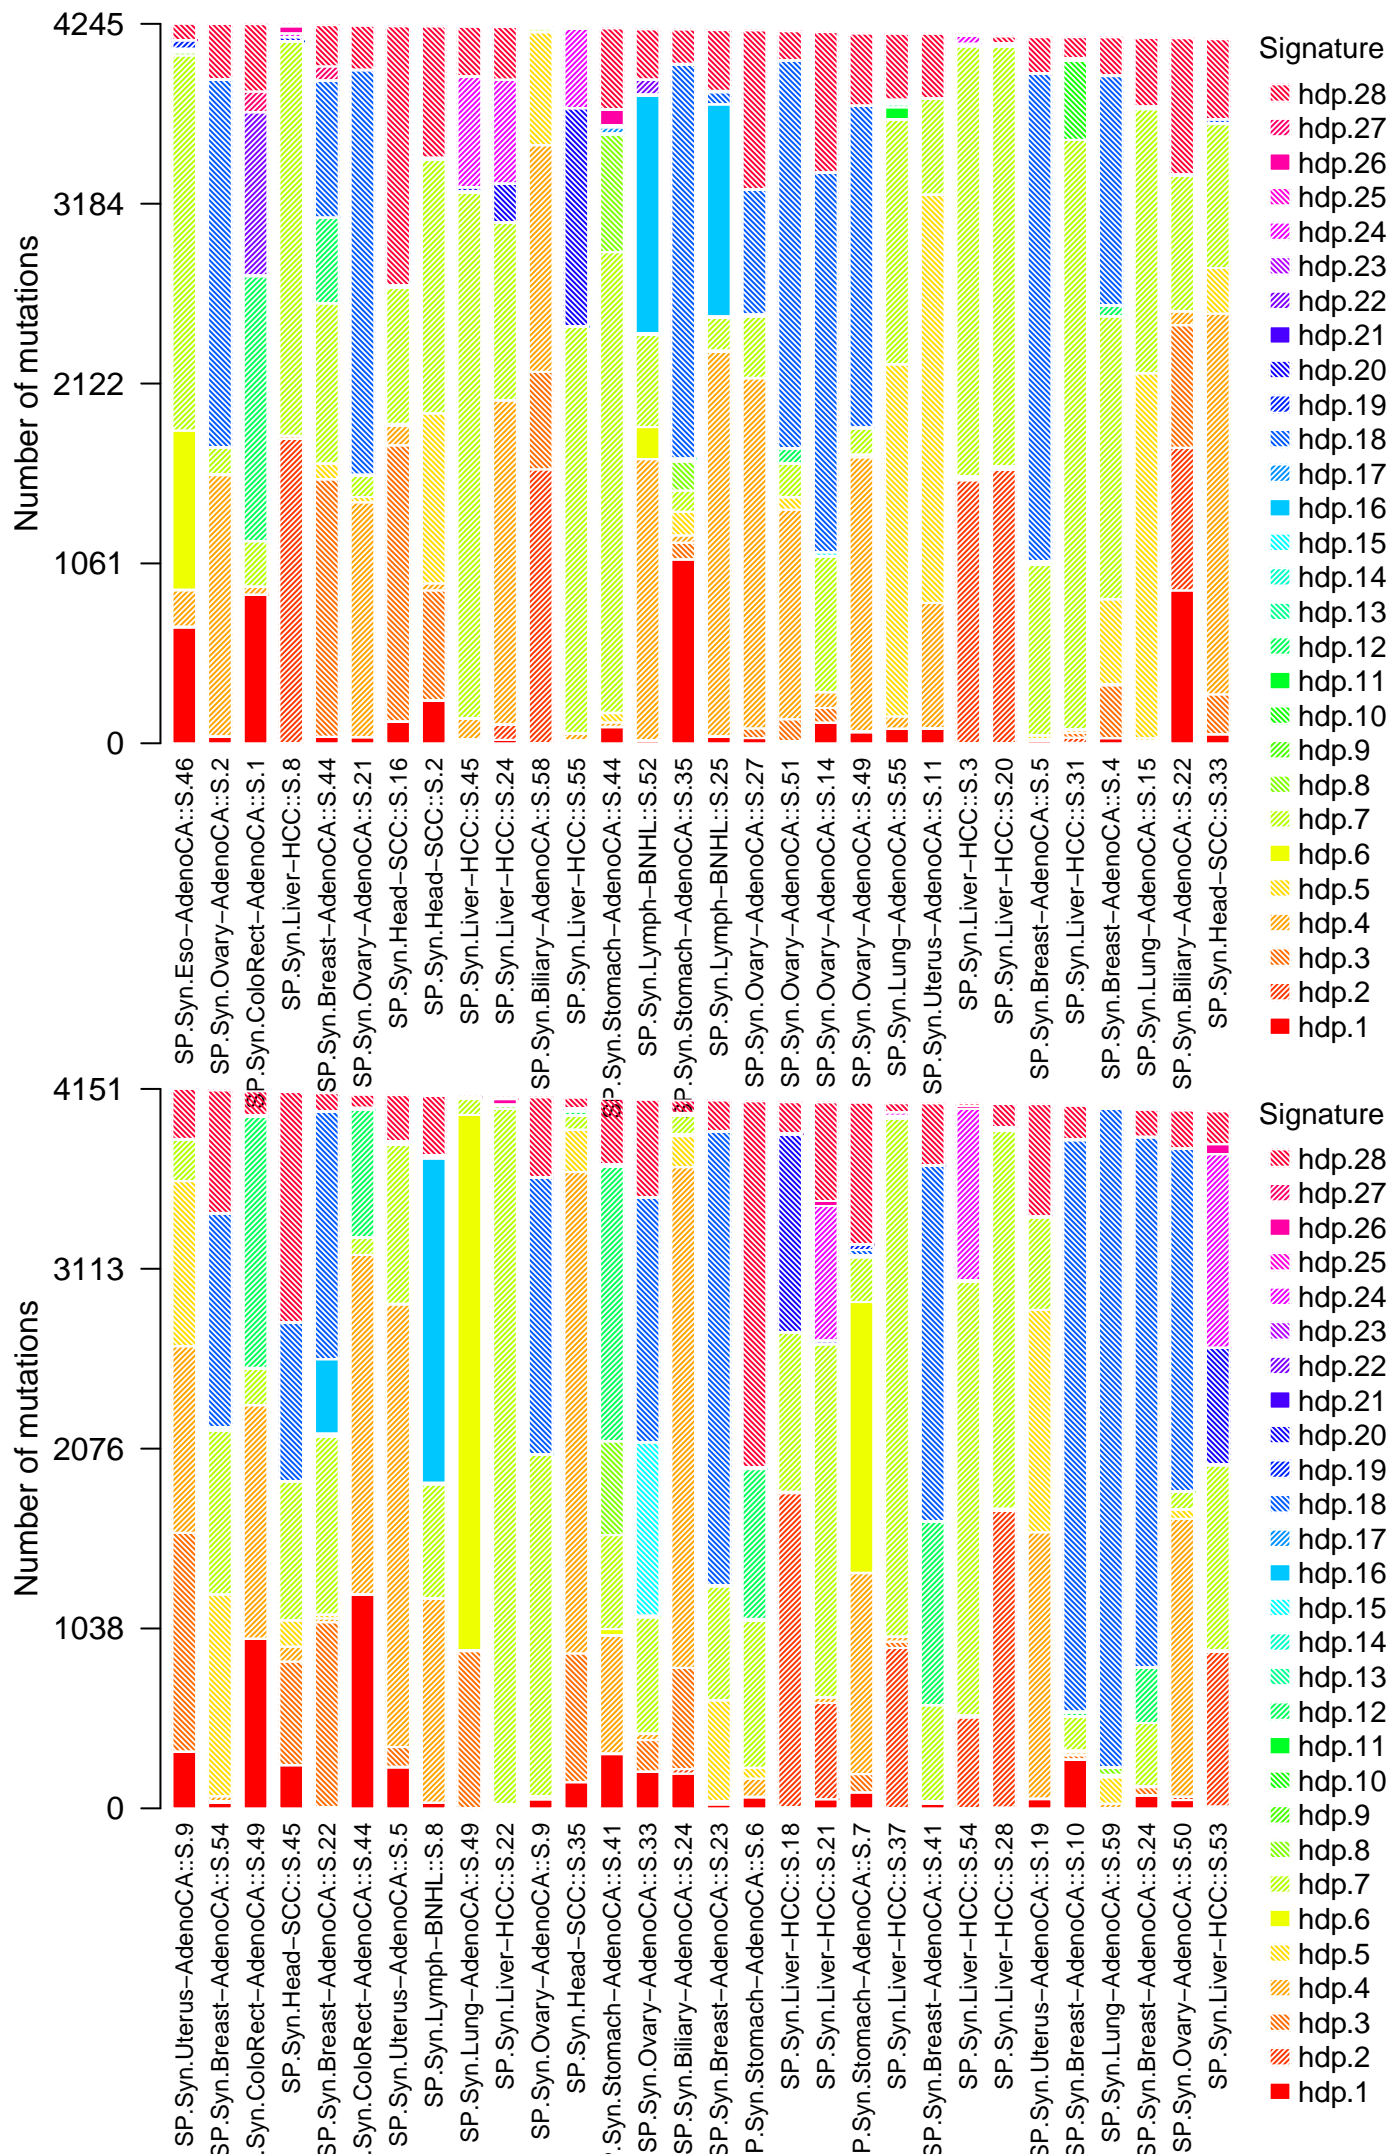 Number of mutations
4245
3184
2122
1061
0
SP.Syn.Eso−AdenoCA::S.46
SP.Syn.Ovary−AdenoCA::S.2
SP.Syn.ColoRect−AdenoCA::S.1
SP.Syn.Liver−HCC::S.8
SP.Syn.Breast−AdenoCA::S.44
SP.Syn.Ovary−AdenoCA::S.21
SP.Syn.Head−SCC::S.16
SP.Syn.Head−SCC::S.2
SP.Syn.Liver−HCC::S.45
SP.Syn.Liver−HCC::S.24
SP.Syn.Biliary−AdenoCA::S.58
SP.Syn.Liver−HCC::S.55
SP.Syn.Stomach−AdenoCA::S.44
SP.Syn.Lymph−BNHL::S.52
SP.Syn.Stomach−AdenoCA::S.35
SP.Syn.Lymph−BNHL::S.25
SP.Syn.Ovary−AdenoCA::S.27
SP.Syn.Ovary−AdenoCA::S.51
SP.Syn.Ovary−AdenoCA::S.14
SP.Syn.Ovary−AdenoCA::S.49
SP.Syn.Lung−AdenoCA::S.55
SP.Syn.Uterus−AdenoCA::S.11
SP.Syn.Liver−HCC::S.3
SP.Syn.Liver−HCC::S.20
SP.Syn.Breast−AdenoCA::S.5
SP.Syn.Liver−HCC::S.31
SP.Syn.Breast−AdenoCA::S.4
SP.Syn.Lung−AdenoCA::S.15
SP.Syn.Biliary−AdenoCA::S.22
SP.Syn.Head−SCC::S.33
Signature
hdp.28
hdp.27
hdp.26
hdp.25
hdp.24
hdp.23
hdp.22
hdp.21
hdp.20
hdp.19
hdp.18
hdp.17
hdp.16
hdp.15
hdp.14
hdp.13
hdp.12
hdp.11
hdp.10
hdp.9
hdp.8
hdp.7
hdp.6
hdp.5
hdp.4
hdp.3
hdp.2
hdp.1
Number of mutations
4151
3113
2076
1038
0
SP.Syn.Uterus−AdenoCA::S.9
SP.Syn.Breast−AdenoCA::S.54
.Syn.ColoRect−AdenoCA::S.49
SP.Syn.Head−SCC::S.45
SP.Syn.Breast−AdenoCA::S.22
.Syn.ColoRect−AdenoCA::S.44
SP.Syn.Uterus−AdenoCA::S.5
SP.Syn.Lymph−BNHL::S.8
SP.Syn.Lung−AdenoCA::S.49
SP.Syn.Liver−HCC::S.22
SP.Syn.Ovary−AdenoCA::S.9
SP.Syn.Head−SCC::S.35
.Syn.Stomach−AdenoCA::S.41
SP.Syn.Ovary−AdenoCA::S.33
SP.Syn.Biliary−AdenoCA::S.24
SP.Syn.Breast−AdenoCA::S.23
P.Syn.Stomach−AdenoCA::S.6
SP.Syn.Liver−HCC::S.18
SP.Syn.Liver−HCC::S.21
P.Syn.Stomach−AdenoCA::S.7
SP.Syn.Liver−HCC::S.37
SP.Syn.Breast−AdenoCA::S.41
SP.Syn.Liver−HCC::S.54
SP.Syn.Liver−HCC::S.28
SP.Syn.Uterus−AdenoCA::S.19
SP.Syn.Breast−AdenoCA::S.10
SP.Syn.Lung−AdenoCA::S.59
SP.Syn.Breast−AdenoCA::S.24
SP.Syn.Ovary−AdenoCA::S.50
SP.Syn.Liver−HCC::S.53
Signature
hdp.28
hdp.27
hdp.26
hdp.25
hdp.24
hdp.23
hdp.22
hdp.21
hdp.20
hdp.19
hdp.18
hdp.17
hdp.16
hdp.15
hdp.14
hdp.13
hdp.12
hdp.11
hdp.10
hdp.9
hdp.8
hdp.7
hdp.6
hdp.5
hdp.4
hdp.3
hdp.2
hdp.1